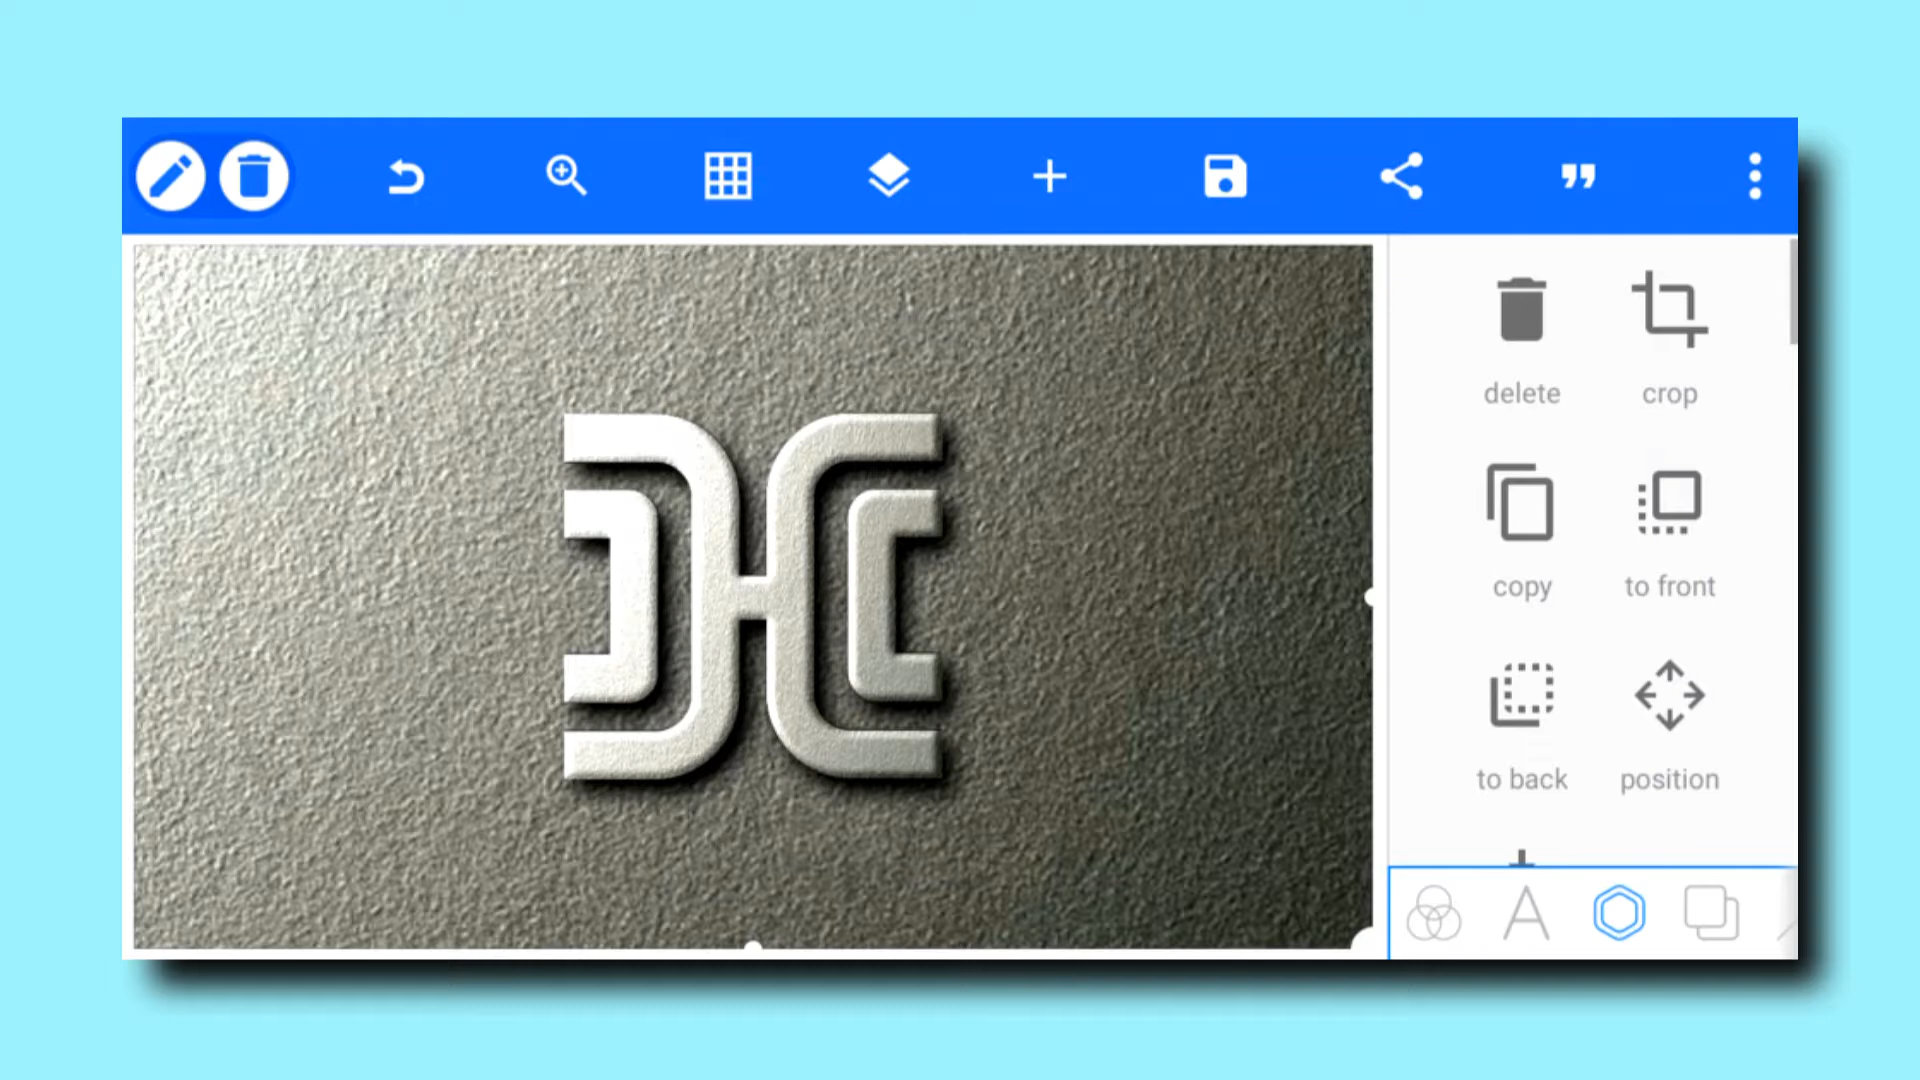 delete
crop
copy
to front
to back
position